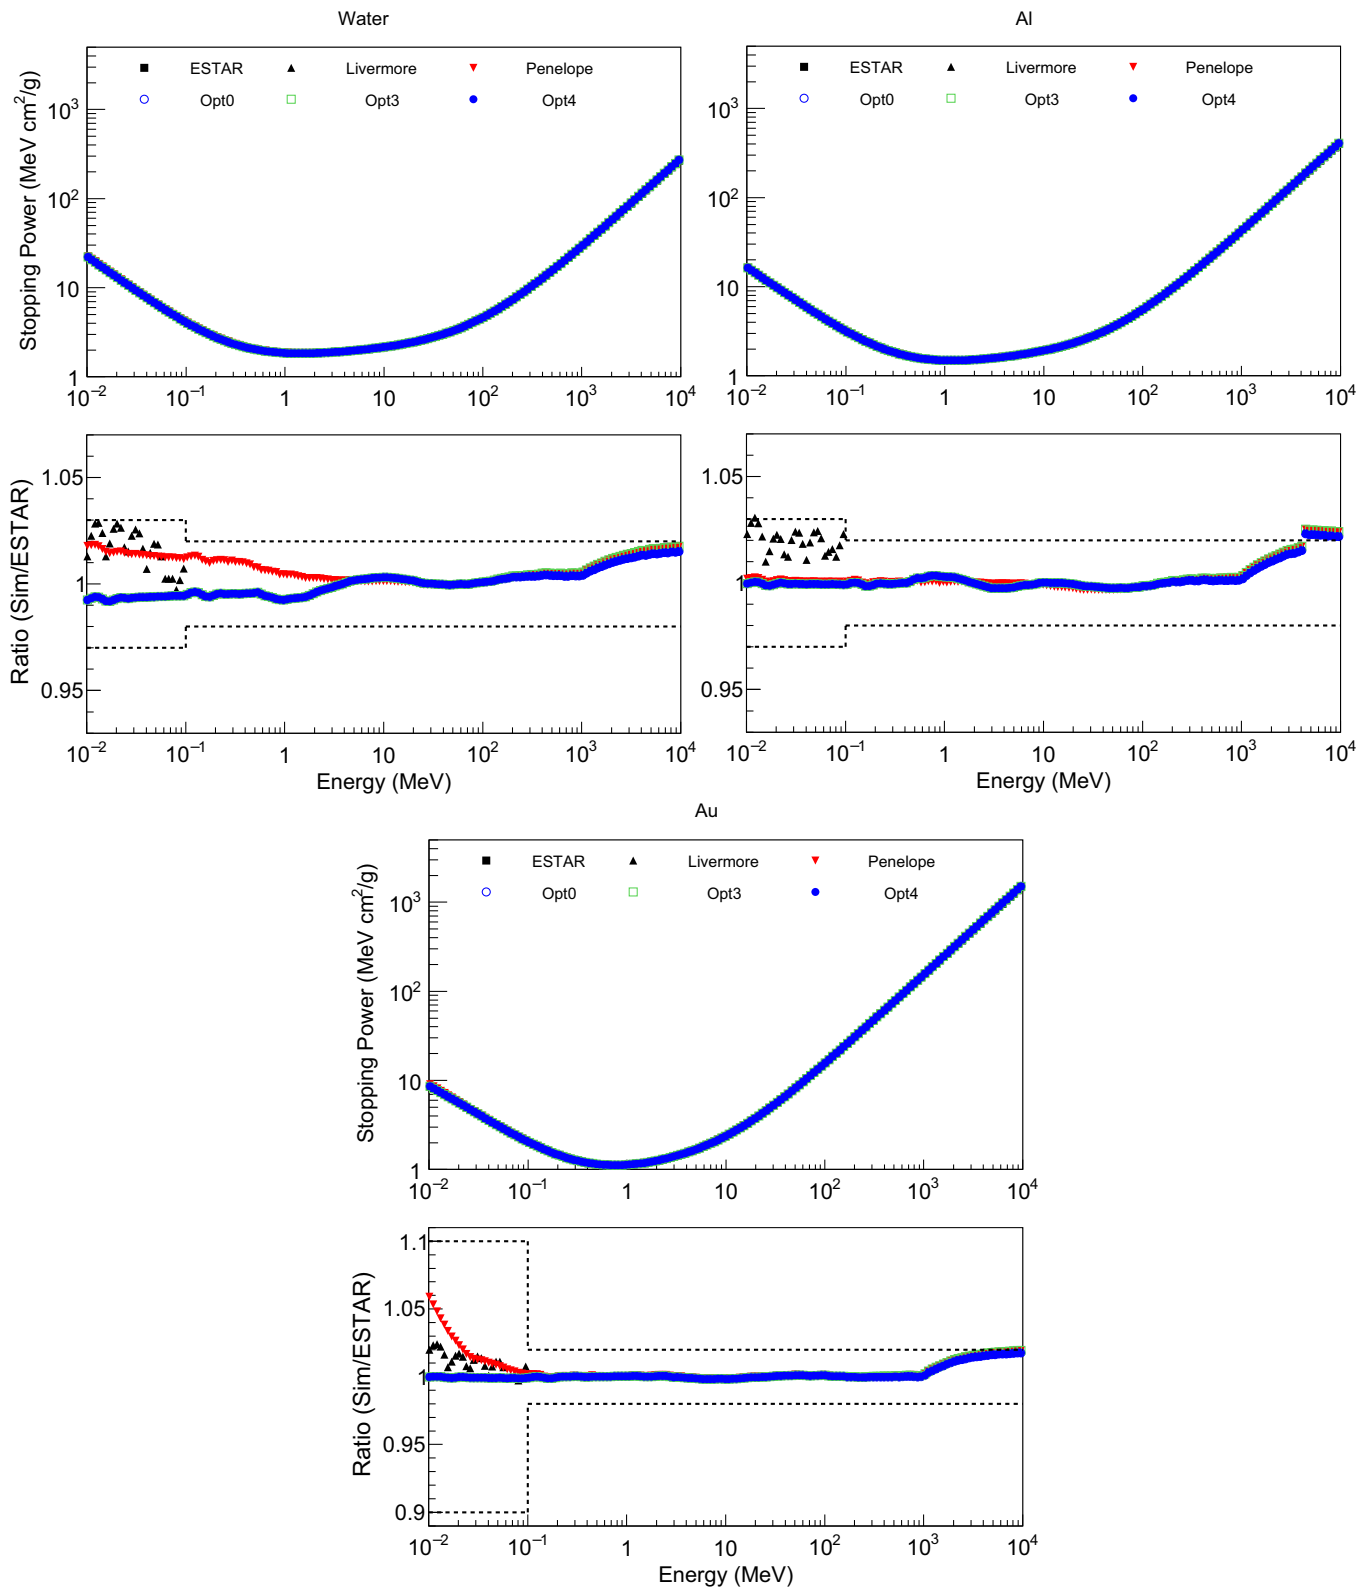 Water
ESTAR Livermore Penelope
Opt0 Opt3 Opt4
Stopping Power (MeV cm²/g)
10³
10²
10
1
10⁻² 10⁻¹ 1 10 10² 10³ 10⁴
Ratio (Sim/ESTAR)
1.05
1
0.95
10⁻² 10⁻¹ 1 10 10² 10³ 10⁴
Energy (MeV)
Al
ESTAR Livermore Penelope
Opt0 Opt3 Opt4
10³
10²
10
1
10⁻² 10⁻¹ 1 10 10² 10³ 10⁴
1.05
1
0.95
10⁻² 10⁻¹ 1 10 10² 10³ 10⁴
Energy (MeV)
Au
ESTAR Livermore Penelope
Opt0 Opt3 Opt4
Stopping Power (MeV cm²/g)
10³
10²
10
1
10⁻² 10⁻¹ 1 10 10² 10³ 10⁴
Ratio (Sim/ESTAR)
1.1
1.05
1
0.95
0.9
10⁻² 10⁻¹ 1 10 10² 10³ 10⁴
Energy (MeV)